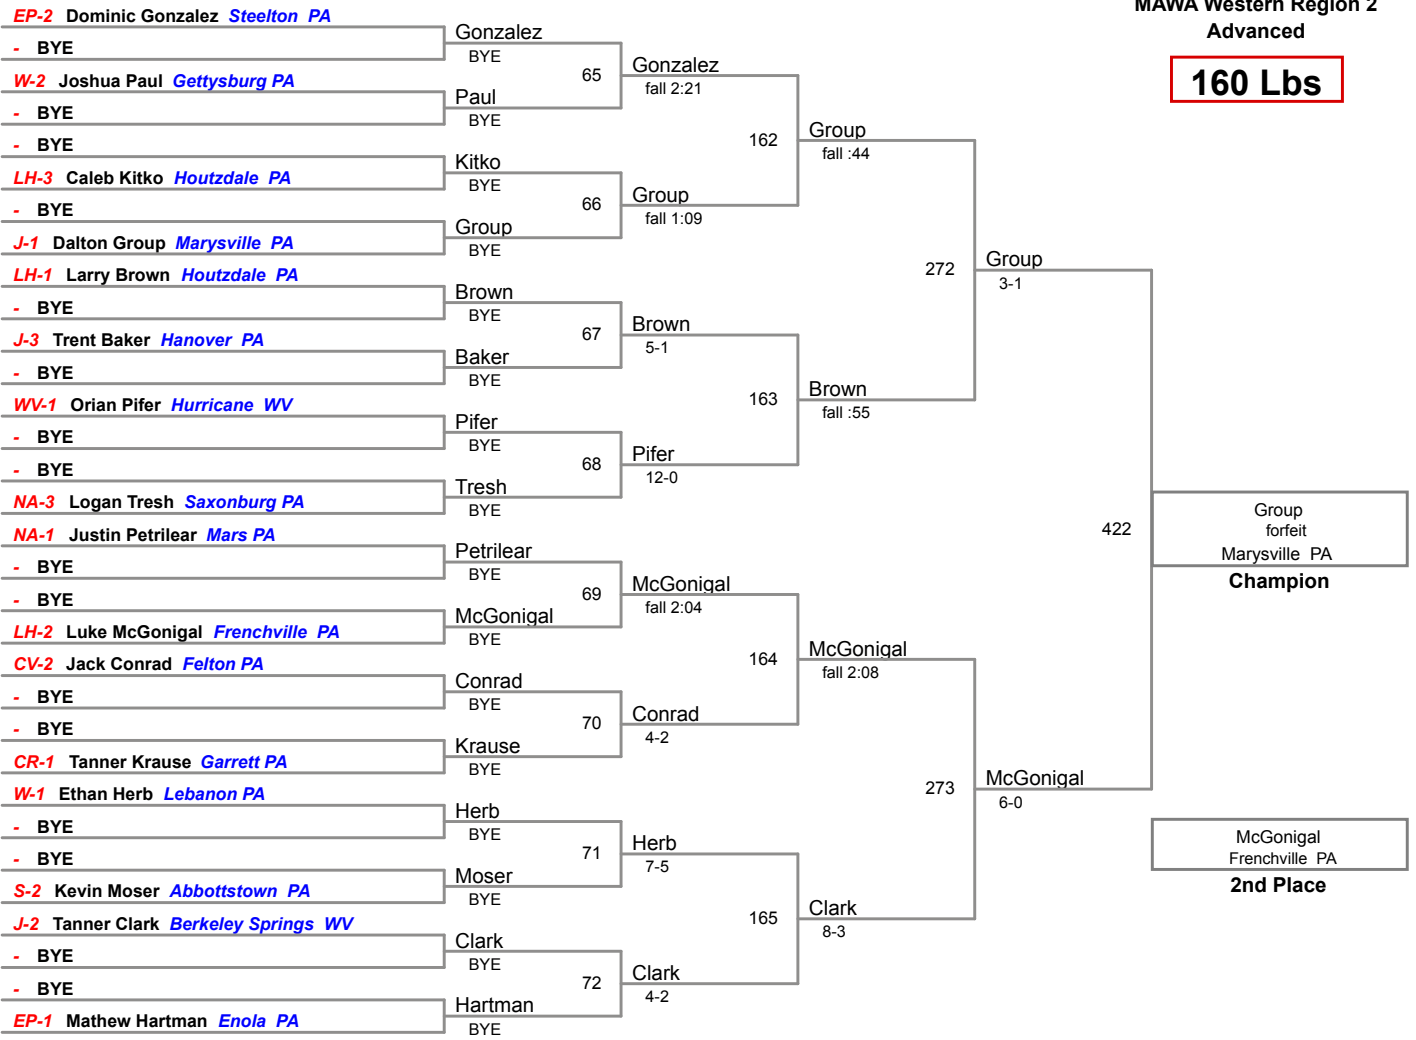 MAWA Western Region 2
Advanced
160 Lbs
EP-2 Dominic Gonzalez Steelton PA
- BYE
W-2 Joshua Paul Gettysburg PA
- BYE
- BYE
LH-3 Caleb Kitko Houtzdale PA
- BYE
J-1 Dalton Group Marysville PA
LH-1 Larry Brown Houtzdale PA
- BYE
J-3 Trent Baker Hanover PA
- BYE
WV-1 Orian Pifer Hurricane WV
- BYE
- BYE
NA-3 Logan Tresh Saxonburg PA
NA-1 Justin Petrilear Mars PA
- BYE
- BYE
LH-2 Luke McGonigal Frenchville PA
CV-2 Jack Conrad Felton PA
- BYE
- BYE
CR-1 Tanner Krause Garrett PA
W-1 Ethan Herb Lebanon PA
- BYE
- BYE
S-2 Kevin Moser Abbottstown PA
J-2 Tanner Clark Berkeley Springs WV
- BYE
- BYE
EP-1 Mathew Hartman Enola PA
Gonzalez
BYE
65
Paul
BYE
Kitko
BYE
66
Group
BYE
Brown
BYE
67
Baker
BYE
Pifer
BYE
68
Tresh
BYE
Petrilear
BYE
69
McGonigal
BYE
Conrad
BYE
70
Krause
BYE
Herb
BYE
71
Moser
BYE
Clark
BYE
72
Hartman
BYE
Gonzalez
fall 2:21
162
Group
fall 1:09
Brown
5-1
163
Pifer
12-0
McGonigal
fall 2:04
164
Conrad
4-2
Herb
7-5
165
Clark
4-2
Group
fall :44
272
Brown
fall :55
McGonigal
fall 2:08
273
Clark
8-3
Group
3-1
422
McGonigal
6-0
Group
forfeit
Marysville PA
Champion
McGonigal
Frenchville PA
2nd Place